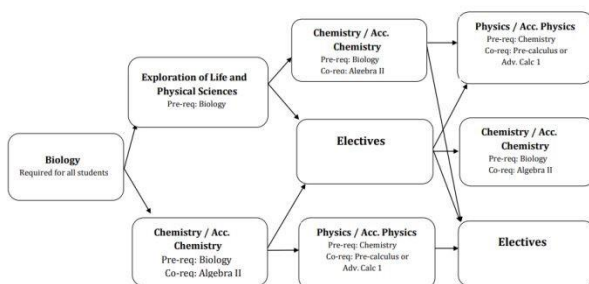 Biology
Required for all students
Exploration of Life and
Physical Sciences
Pre-req: Biology
Chemistry / Acc.
Chemistry
Pre-req: Biology
Co-req: Algebra II
Chemistry / Acc.
Chemistry
Pre-req: Biology
Co-req: Algebra II
Electives
Physics / Acc. Physics
Pre-req: Chemistry
Co-req: Pre-calculus or
Adv. Calc 1
Physics / Acc. Physics
Pre-req: Chemistry
Co-req: Pre-calculus or
Adv. Calc 1
Chemistry / Acc.
Chemistry
Pre-req: Biology
Co-req: Algebra II
Electives